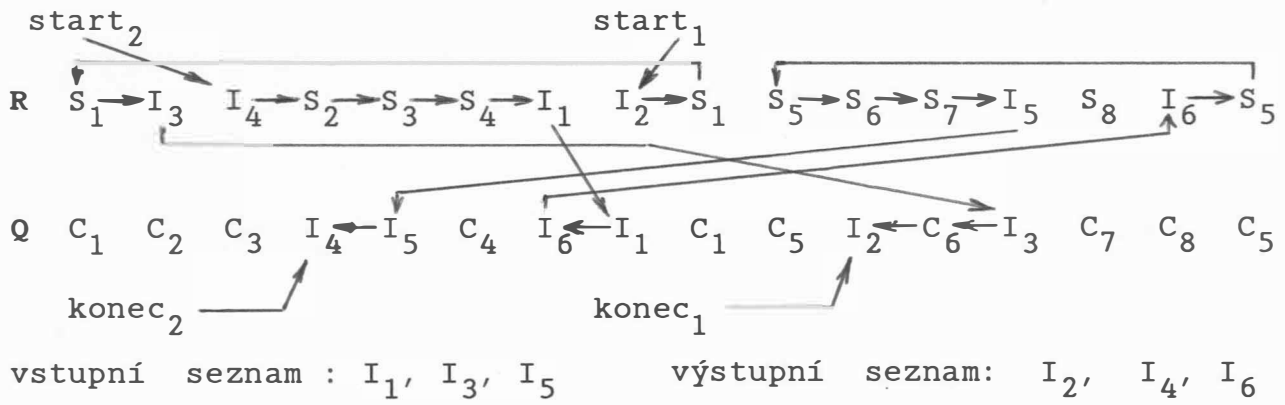 start₂ start₁
R S₁ I₃ I₄ S₂ S₃ S₄ I₁ I₂ S₁ S₅ S₆ S₇ I₅ S₈ I₆ S₅
Q C₁ C₂ C₃ I₄ I₅ C₄ I₆ I₁ C₁ C₅ I₂ C₆ I₃ C₇ C₈ C₅
konec₂ konec₁
vstupní seznam : I₁, I₃, I₅ výstupní seznam: I₂, I₄, I₆